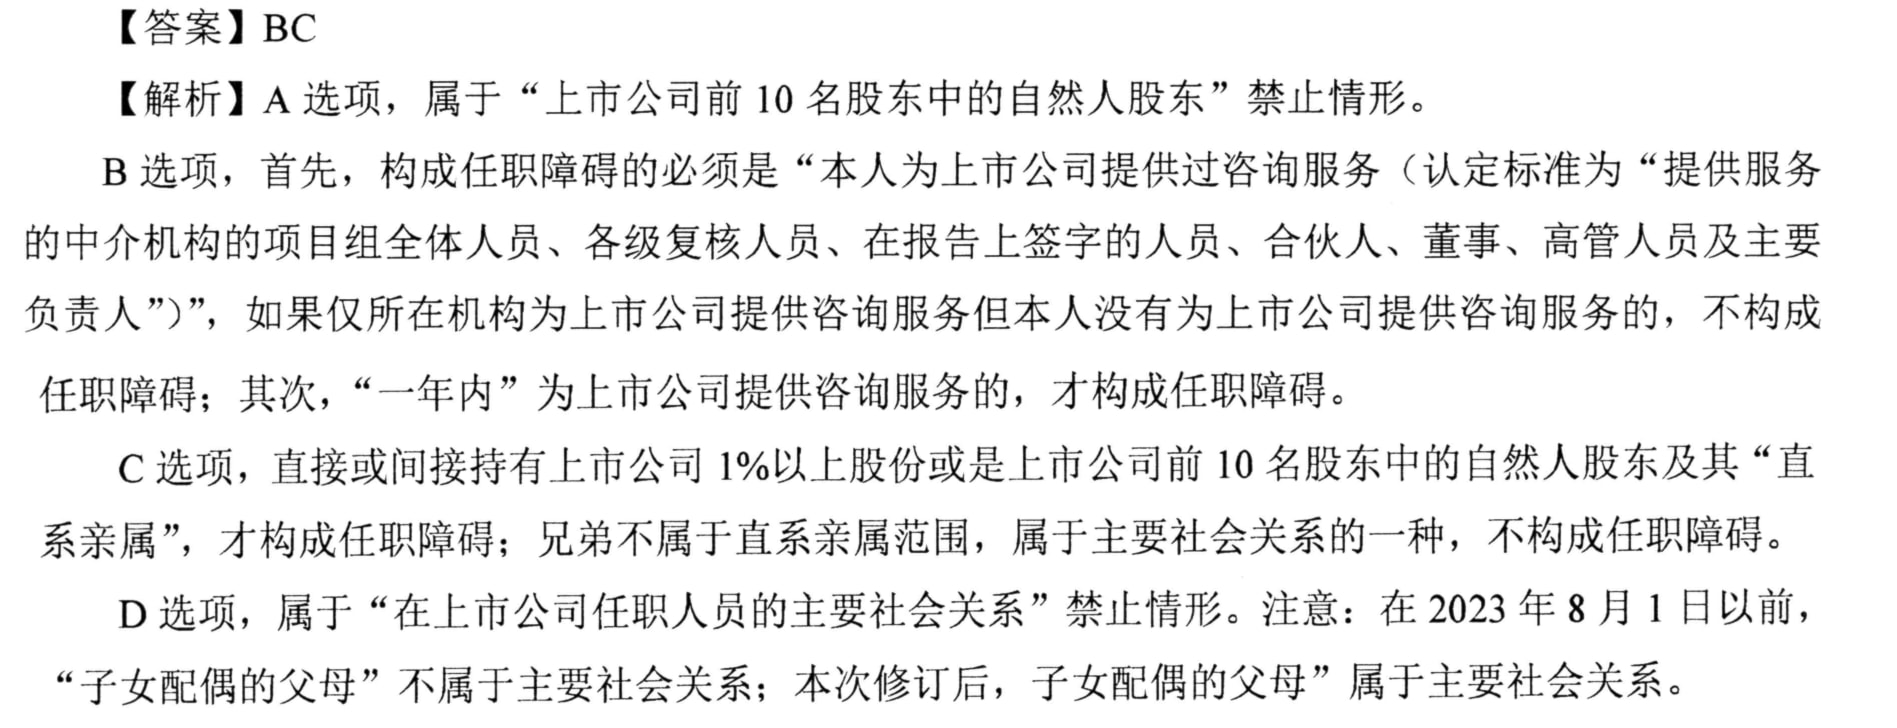 【答案】BC
【解析】A 选项，属于“上市公司前 10 名股东中的自然人股东”禁止情形。
B 选项，首先，构成任职障碍的必须是“本人为上市公司提供过咨询服务（认定标准为“提供服务
的中介机构的项目组全体人员、各级复核人员、在报告上签字的人员、合伙人、董事、高管人员及主要
负责人”）”，如果仅所在机构为上市公司提供咨询服务但本人没有为上市公司提供咨询服务的，不构成
任职障碍；其次，“一年内”为上市公司提供咨询服务的，才构成任职障碍。
C 选项，直接或间接持有上市公司 1%以上股份或是上市公司前 10 名股东中的自然人股东及其“直
系亲属”，才构成任职障碍；兄弟不属于直系亲属范围，属于主要社会关系的一种，不构成任职障碍。
D 选项，属于“在上市公司任职人员的主要社会关系”禁止情形。注意：在 2023 年 8 月 1 日以前，
“子女配偶的父母”不属于主要社会关系；本次修订后，子女配偶的父母”属于主要社会关系。